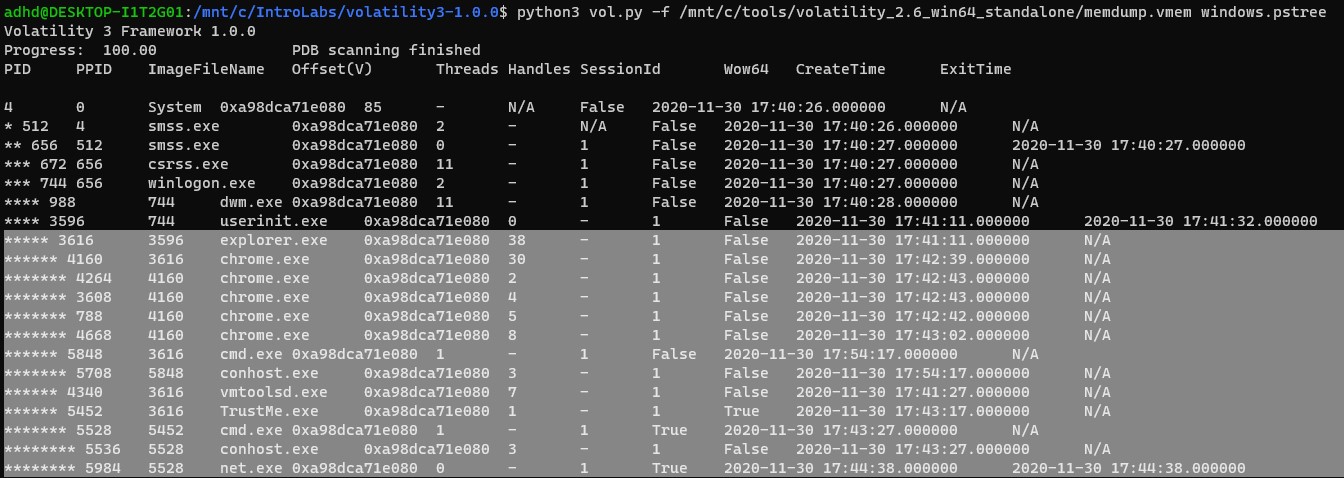 adhd@DESKTOP-I1T2G01:/mnt/c/IntroLabs/volatility3-1.0.0$ python3 vol.py -f /mnt/c/tools/volatility_2.6_win64_standalone/memdump.vmem windows.pstree
Volatility 3 Framework 1.0.0
Progress:  100.00               PDB scanning finished
PID     PPID    ImageFileName   Offset(V)       Threads Handles SessionId       Wow64   CreateTime      ExitTime
4       0       System  0xa98dca71e080  85      -       N/A     False   2020-11-30 17:40:26.000000      N/A
* 512   4       smss.exe        0xa98dca71e080  2       -       N/A     False   2020-11-30 17:40:26.000000      N/A
** 656  512     smss.exe        0xa98dca71e080  0       -       1       False   2020-11-30 17:40:27.000000      2020-11-30 17:40:27.000000
*** 672 656     csrss.exe       0xa98dca71e080  11      -       1       False   2020-11-30 17:40:27.000000      N/A
*** 744 656     winlogon.exe    0xa98dca71e080  2       -       1       False   2020-11-30 17:40:27.000000      N/A
**** 988        744     dwm.exe 0xa98dca71e080  11      -       1       False   2020-11-30 17:40:28.000000      N/A
**** 3596       744     userinit.exe    0xa98dca71e080  0       -       1       False   2020-11-30 17:41:11.000000      2020-11-30 17:41:32.000000
***** 3616      3596    explorer.exe    0xa98dca71e080  38      -       1       False   2020-11-30 17:41:11.000000      N/A
****** 4160     3616    chrome.exe      0xa98dca71e080  30      -       1       False   2020-11-30 17:42:39.000000      N/A
******* 4264    4160    chrome.exe      0xa98dca71e080  2       -       1       False   2020-11-30 17:42:43.000000      N/A
******* 3608    4160    chrome.exe      0xa98dca71e080  4       -       1       False   2020-11-30 17:42:43.000000      N/A
******* 788     4160    chrome.exe      0xa98dca71e080  5       -       1       False   2020-11-30 17:42:42.000000      N/A
******* 4668    4160    chrome.exe      0xa98dca71e080  8       -       1       False   2020-11-30 17:43:02.000000      N/A
****** 5848     3616    cmd.exe 0xa98dca71e080  1       -       1       False   2020-11-30 17:54:17.000000      N/A
******* 5708    5848    conhost.exe     0xa98dca71e080  3       -       1       False   2020-11-30 17:54:17.000000      N/A
****** 4340     3616    vmtoolsd.exe    0xa98dca71e080  7       -       1       False   2020-11-30 17:41:27.000000      N/A
****** 5452     3616    TrustMe.exe     0xa98dca71e080  1       -       1       True    2020-11-30 17:43:17.000000      N/A
******* 5528    5452    cmd.exe 0xa98dca71e080  1       -       1       True    2020-11-30 17:43:27.000000      N/A
******** 5536   5528    conhost.exe     0xa98dca71e080  3       -       1       False   2020-11-30 17:43:27.000000      N/A
******** 5984   5528    net.exe 0xa98dca71e080  0       -       1       True    2020-11-30 17:44:38.000000      2020-11-30 17:44:38.000000